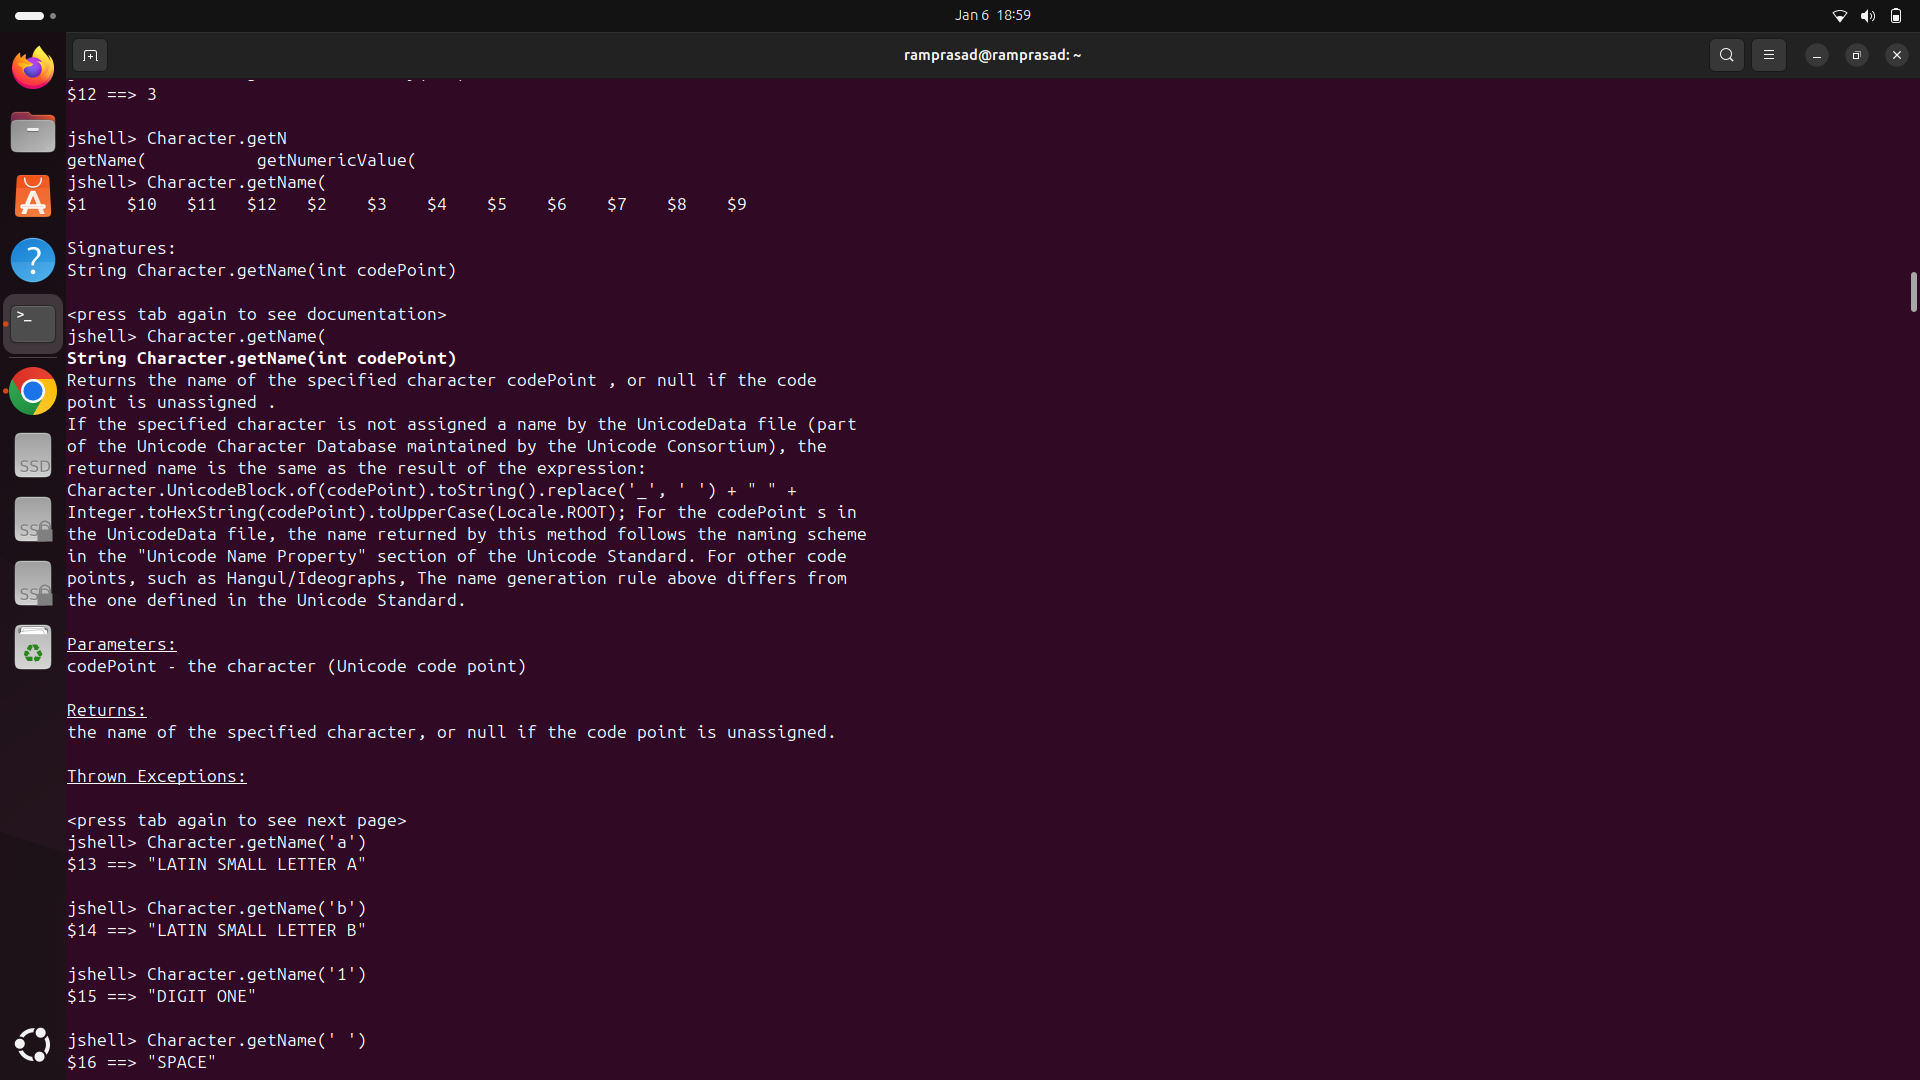 Jan 6 18:59
ramprasad@ramprasad: ~
$12 ==> 3
jshell> Character.getN
getName( getNumericValue(
jshell> Character.getName(
$1 $10 $11 $12 $2 $3 $4 $5 $6 $7 $8 $9
Signatures:
String Character.getName(int codePoint)
<press tab again to see documentation>
jshell> Character.getName(
String Character.getName(int codePoint)
Returns the name of the specified character codePoint , or null if the code
point is unassigned .
If the specified character is not assigned a name by the UnicodeData file (part
of the Unicode Character Database maintained by the Unicode Consortium), the
returned name is the same as the result of the expression:
Character.UnicodeBlock.of(codePoint).toString().replace('_', ' ') + " " +
Integer.toHexString(codePoint).toUpperCase(Locale.ROOT); For the codePoint s in
the UnicodeData file, the name returned by this method follows the naming scheme
in the "Unicode Name Property" section of the Unicode Standard. For other code
points, such as Hangul/Ideographs, The name generation rule above differs from
the one defined in the Unicode Standard.
Parameters:
codePoint - the character (Unicode code point)
Returns:
the name of the specified character, or null if the code point is unassigned.
Thrown Exceptions:
<press tab again to see next page>
jshell> Character.getName('a')
$13 ==> "LATIN SMALL LETTER A"
jshell> Character.getName('b')
$14 ==> "LATIN SMALL LETTER B"
jshell> Character.getName('1')
$15 ==> "DIGIT ONE"
jshell> Character.getName(' ')
$16 ==> "SPACE"
SSD
SSD
SSD